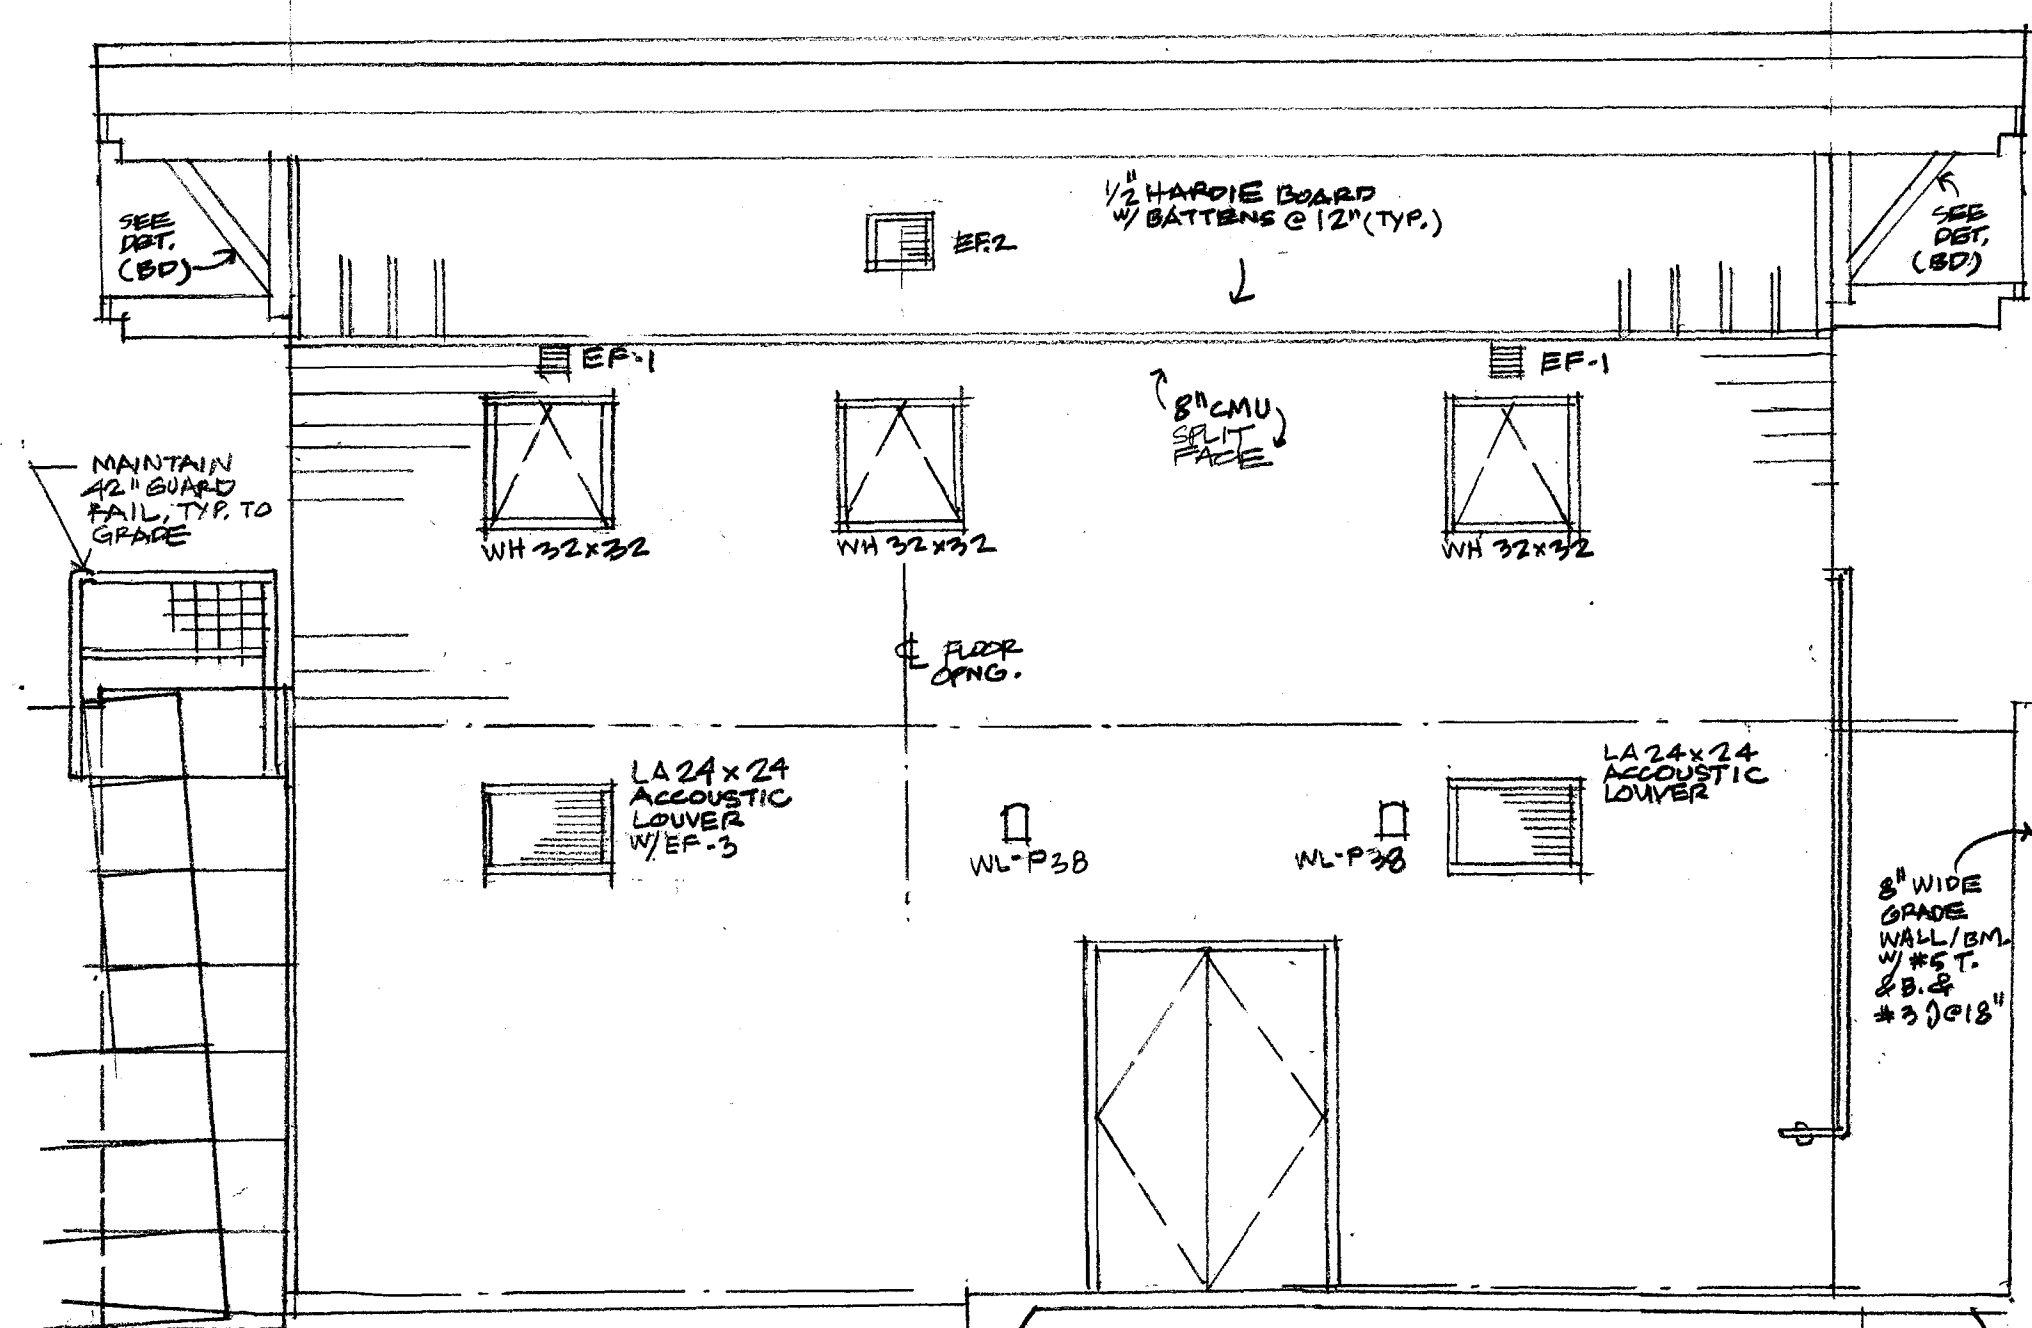 1/2" HARDIE BOARD
W/ BATTENS @ 12" (TYP.)
SEE
DET.
(BD)
EF.2
SEE
DET.
(BD)
EF-1
EF-1
8" CMU
SPLIT
FACE
MAINTAIN
42" GUARD
RAIL, TYP. TO
GRADE
WH 32x32
WH 32x32
WH 32x32
℄ FLOOR
OPNG.
LA 24x24
ACCOUSTIC
LOUVER
W/ EF-3
WL-P38
WL-P38
LA 24x24
ACCOUSTIC
LOUVER
8" WIDE
GRADE
WALL/BM.
W/ #5 T.
& B. &
#3 @ 18"